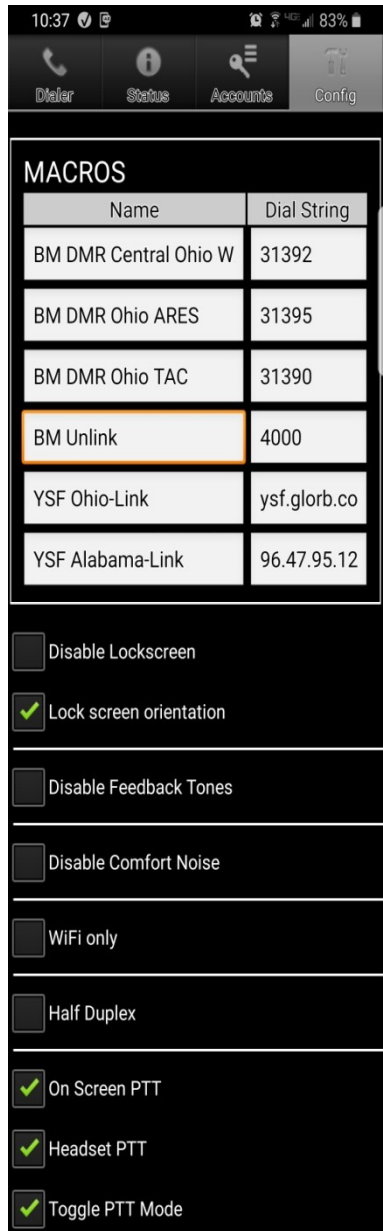 10:37 4GE 83%
Dialer Status Accounts Config
MACROS
Name Dial String
BM DMR Central Ohio W 31392
BM DMR Ohio ARES 31395
BM DMR Ohio TAC 31390
BM Unlink 4000
YSF Ohio-Link ysf.glorb.co
YSF Alabama-Link 96.47.95.12
Disable Lockscreen
Lock screen orientation
Disable Feedback Tones
Disable Comfort Noise
WiFi only
Half Duplex
On Screen PTT
Headset PTT
Toggle PTT Mode